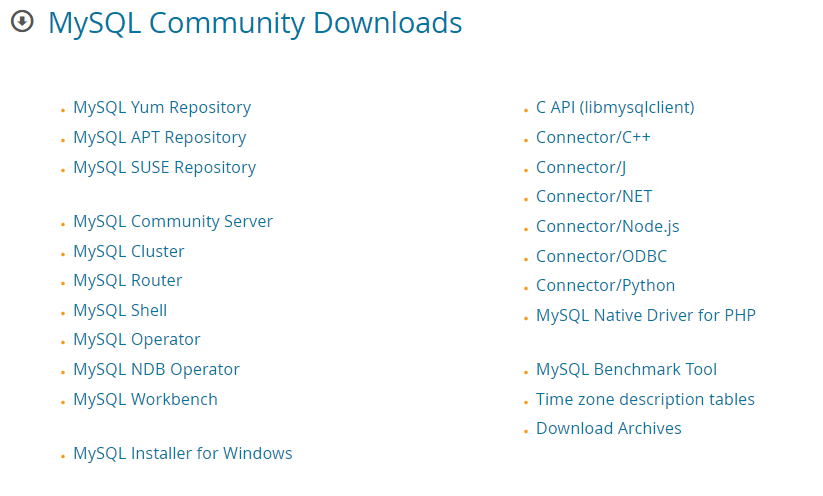 MySQL Community Downloads
MySQL Yum Repository
MySQL APT Repository
MySQL SUSE Repository
MySQL Community Server
MySQL Cluster
MySQL Router
MySQL Shell
MySQL Operator
MySQL NDB Operator
MySQL Workbench
MySQL Installer for Windows
C API (libmysqlclient)
Connector/C++
Connector/J
Connector/NET
Connector/Node.js
Connector/ODBC
Connector/Python
MySQL Native Driver for PHP
MySQL Benchmark Tool
Time zone description tables
Download Archives